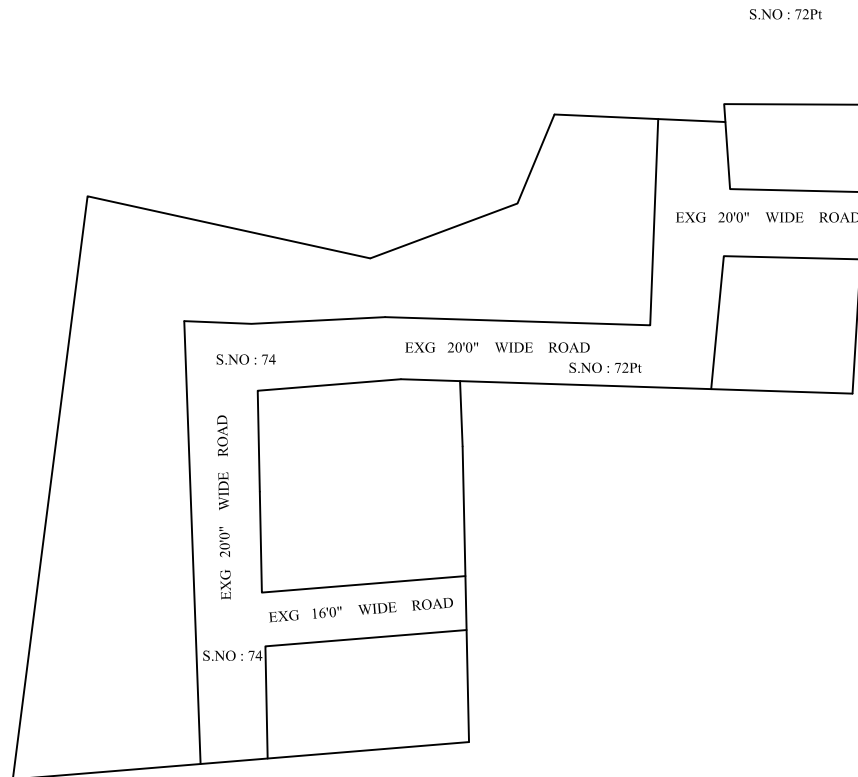 S.NO : 72Pt
EXG 20'0" WIDE ROAD
EXG 20'0" WIDE ROAD
S.NO : 74
S.NO : 72Pt
EXG 20'0" WIDE ROAD
EXG 16'0" WIDE ROAD
S.NO : 74